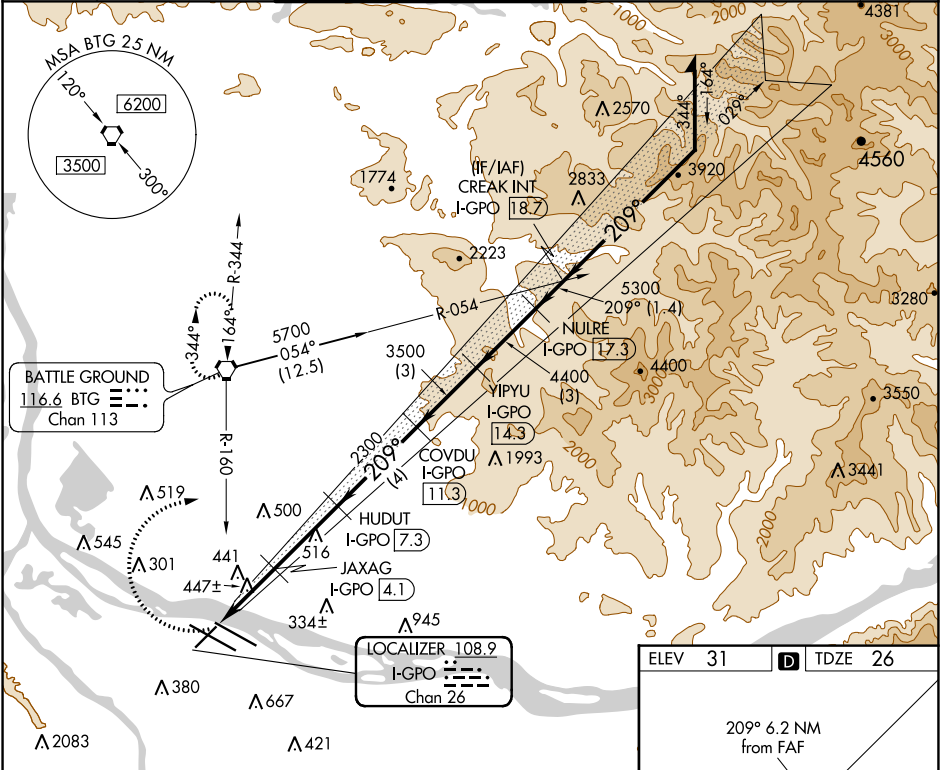 MSA BTG 25 NM
120°
6200
3500
300°
4381
3000
1000
2000
2570
344°
164°
029°
4560
(IF/IAF)
CREAK INT
I-GPO 18.7
2833
3920
1774
209°
2223
R-344
R-054
5300
209° (1.4)
3280
NULRE
I-GPO 17.3
344°
164°
5700
054°
(12.5)
3500
(3)
4400
(3)
4400
3000
3550
BATTLE GROUND
116.6 BTG
Chan 113
YIPYU
I-GPO
14.3
2000
1000
R-160
2300
209°
(4)
COVDU
I-GPO
11.3
1993
3441
1000
2000
519
500
HUDUT
I-GPO 7.3
545
301
441
516
JAXAG
I-GPO 4.1
447±
334±
945
LOCALIZER 108.9
I-GPO
Chan 26
ELEV 31 D TDZE 26
380
667
209° 6.2 NM
from FAF
2083
421